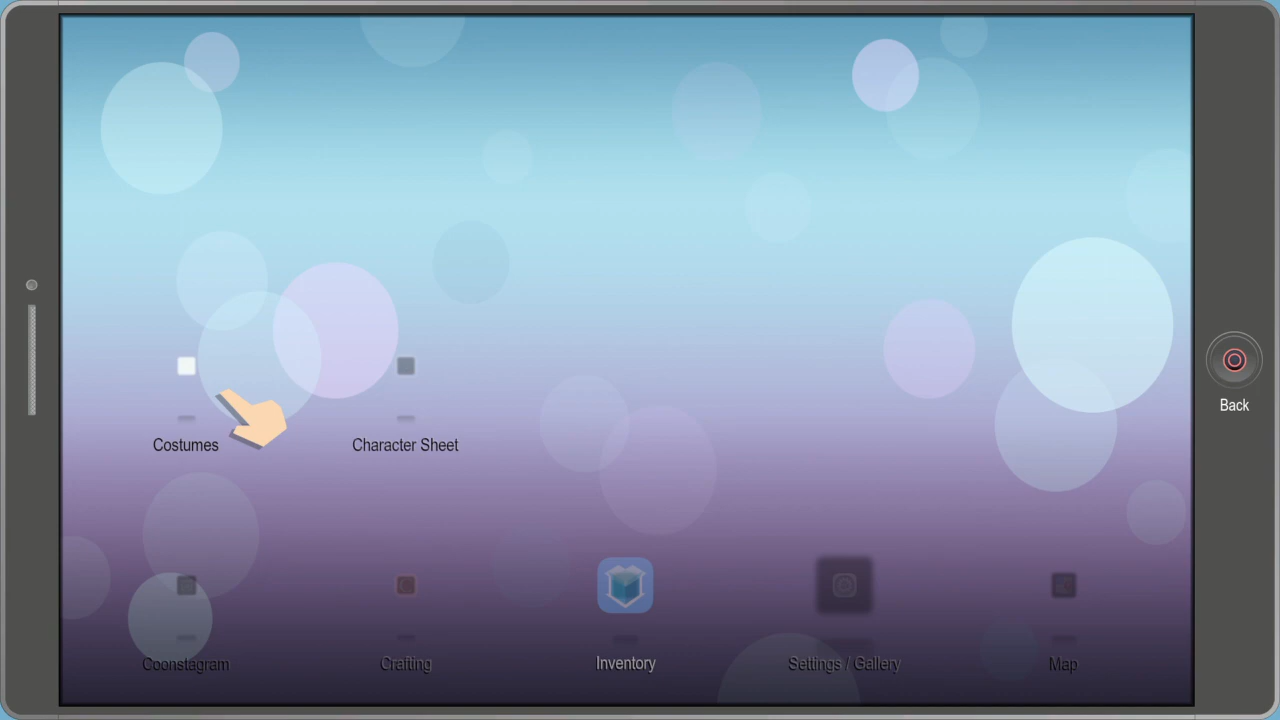 Back
Costumes
Character Sheet
Coonstagram
Crafting
Inventory
Settings / Gallery
Map